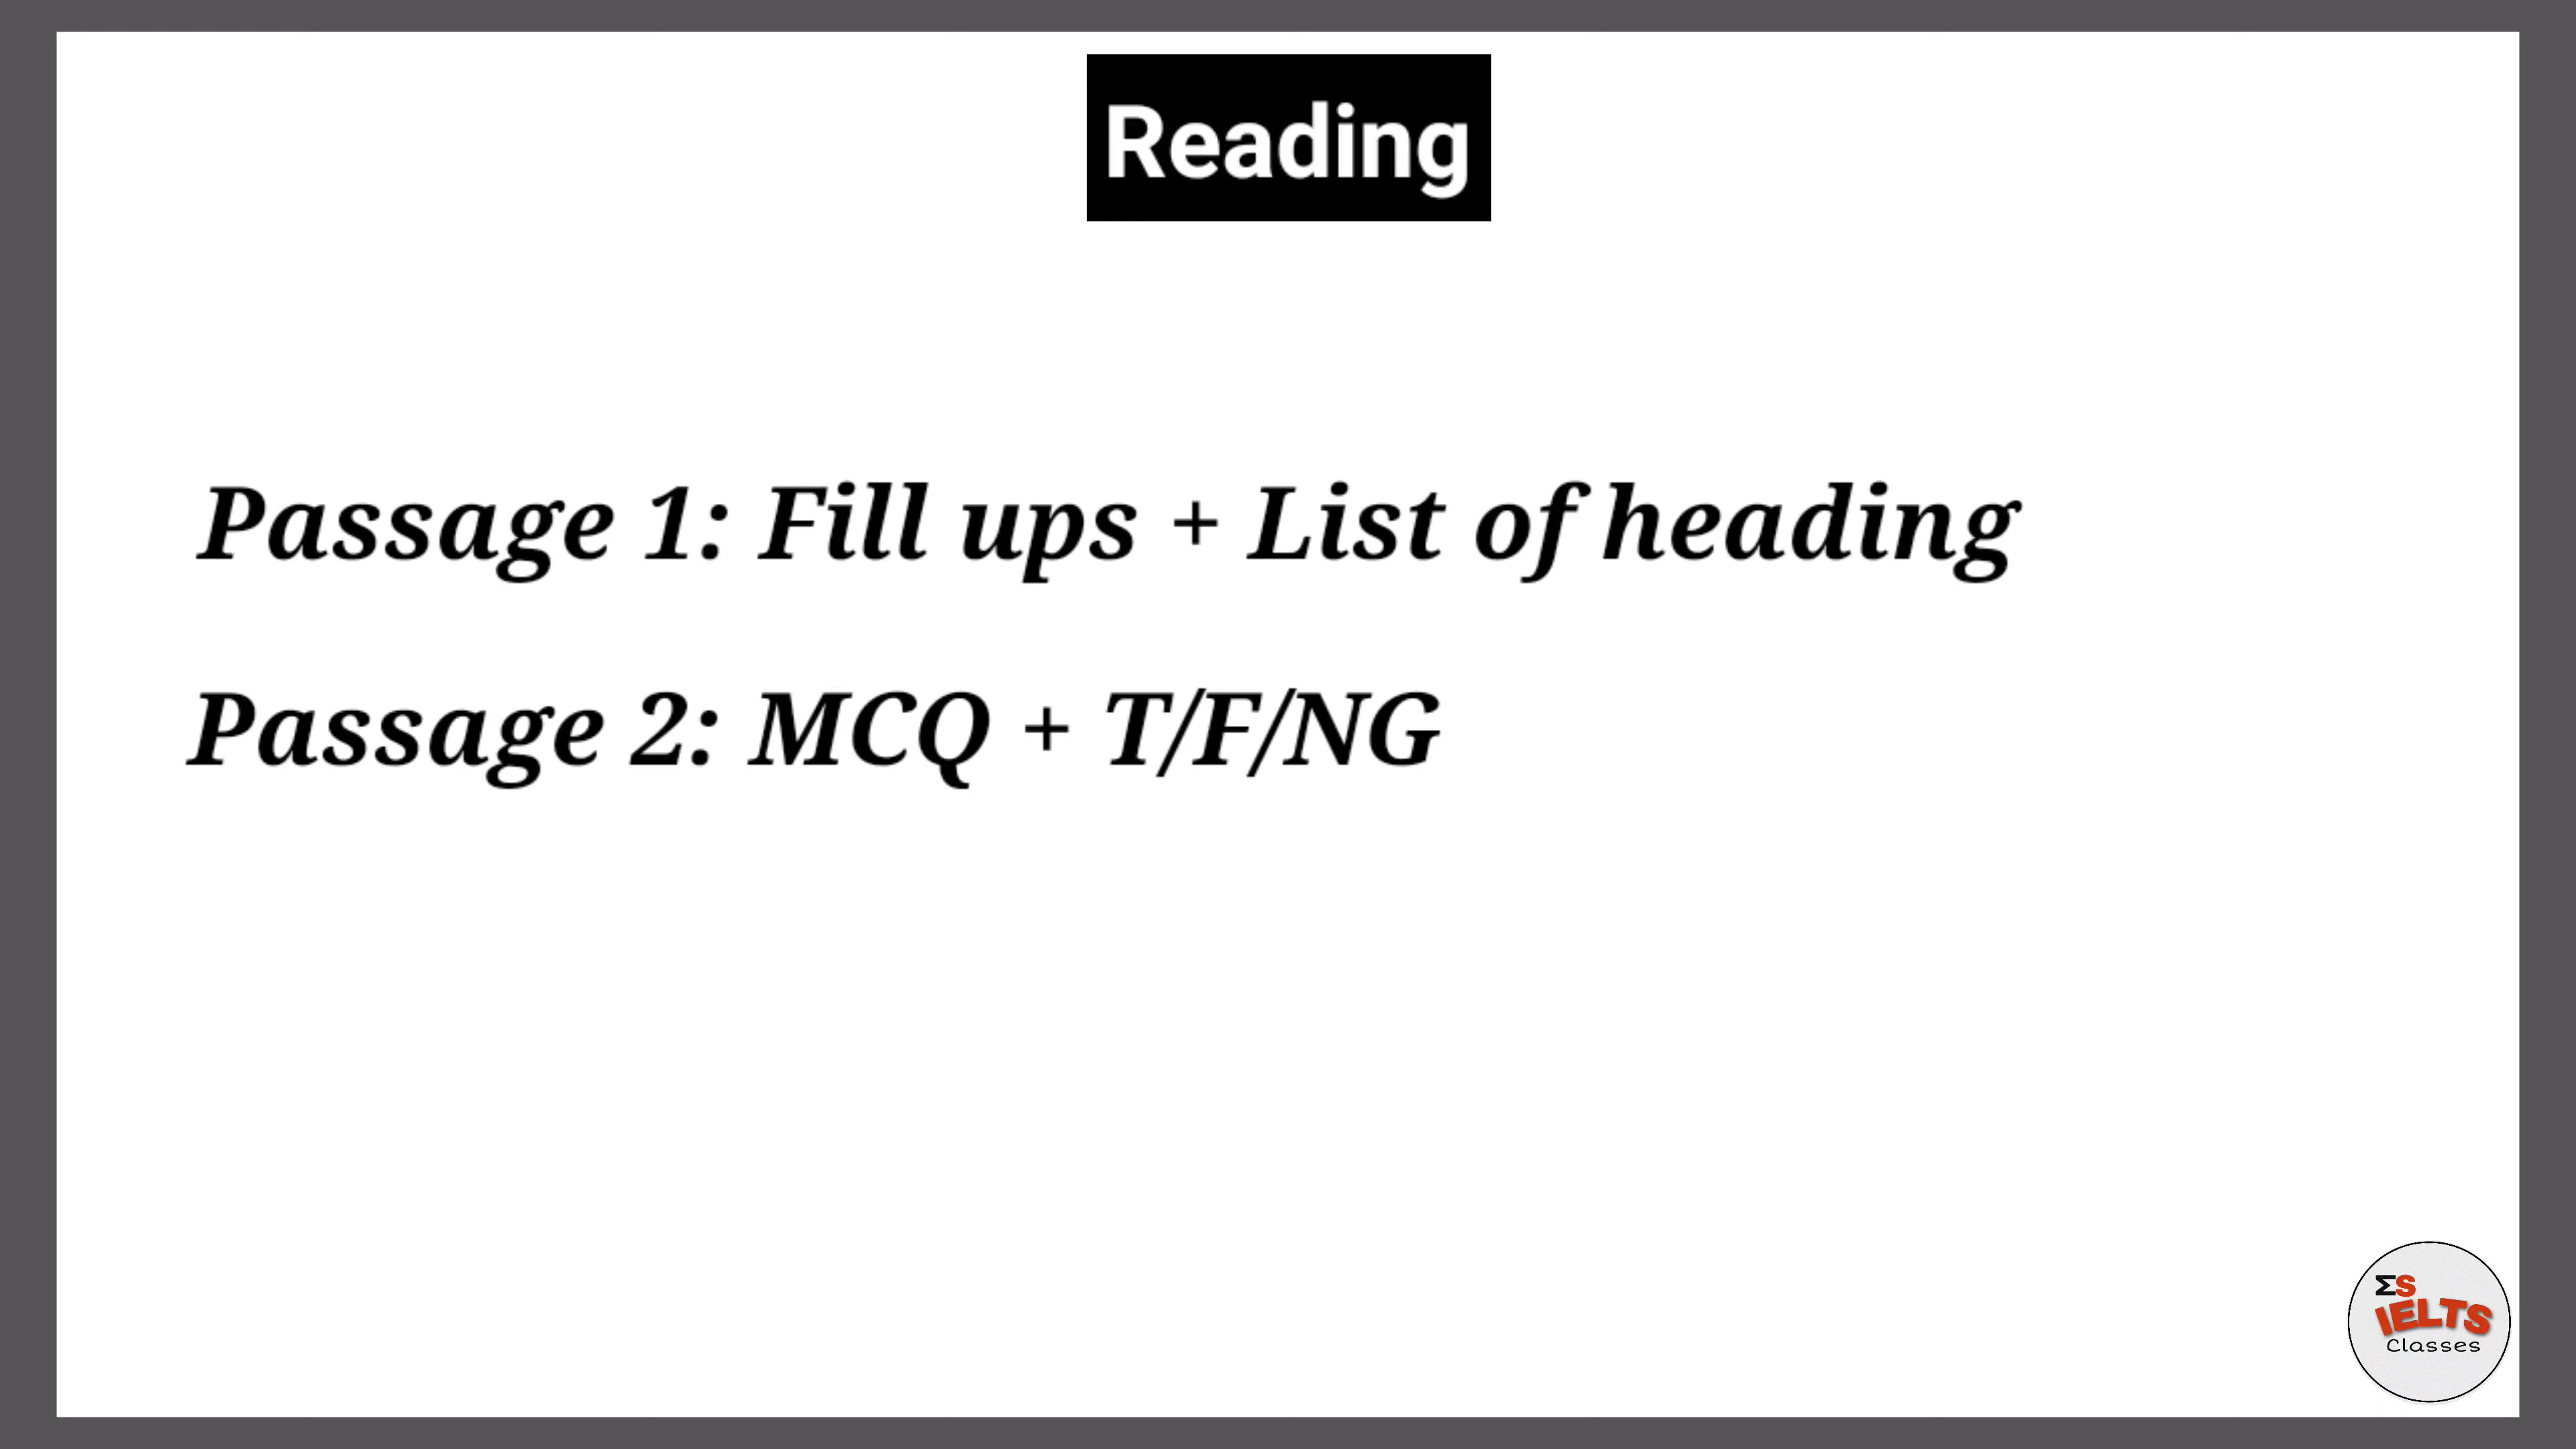 Reading
Passage 1: Fill ups + List of heading
Passage 2: MCQ + T/F/NG
ΣS
IELTS
Classes